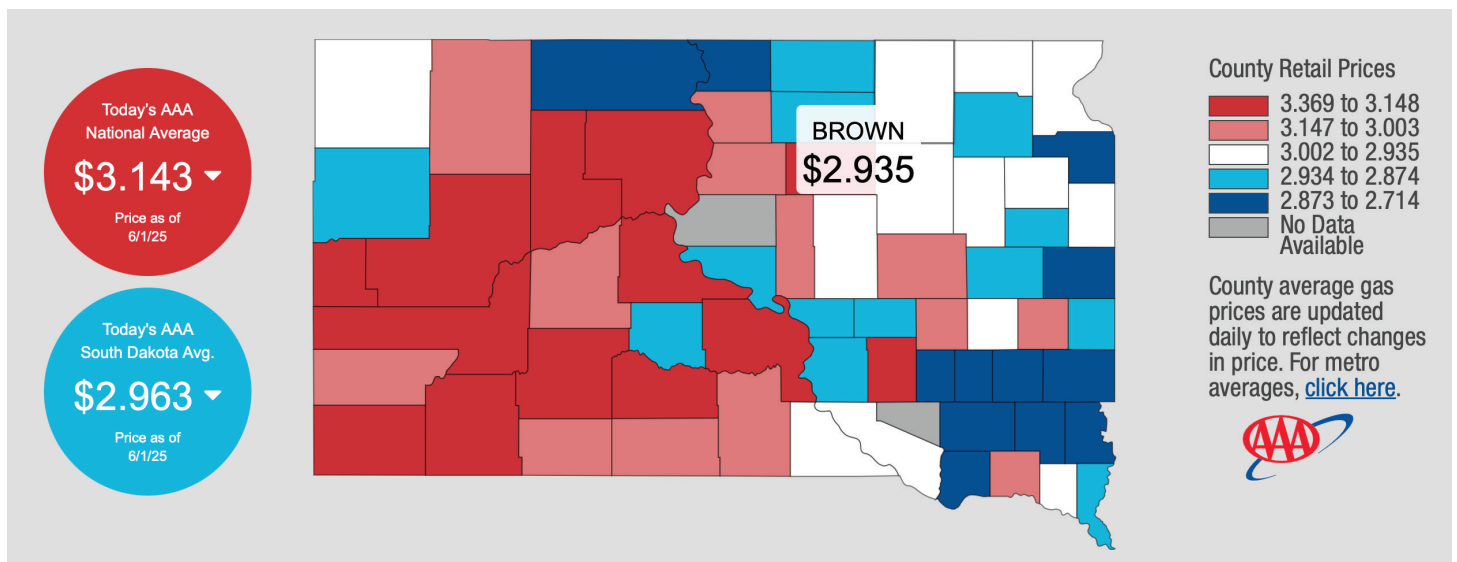 Today's AAA
National Average
$3.143
Price as of
6/1/25
Today's AAA
South Dakota Avg.
$2.963
Price as of
6/1/25
BROWN
$2.935
County Retail Prices
3.369 to 3.148
3.147 to 3.003
3.002 to 2.935
2.934 to 2.874
2.873 to 2.714
No Data
Available
County average gas
prices are updated
daily to reflect changes
in price. For metro
averages, click here.
AAA